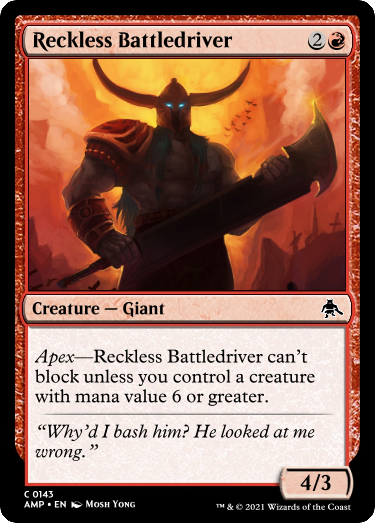 Reckless Battledriver 2
Creature — Giant
Apex—Reckless Battledriver can't
block unless you control a creature
with mana value 6 or greater.
“Why'd I bash him? He looked at me
wrong.”
4/3
C 0143
AMP • EN Mosh Yong
™ & © 2021 Wizards of the Coast